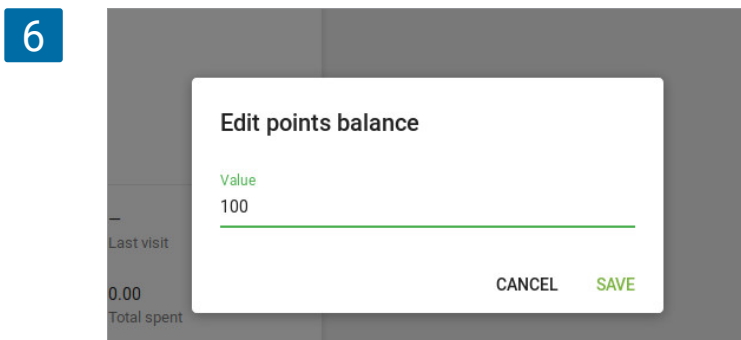 6
Edit points balance
Value
100
–
Last visit
CANCEL SAVE
0.00
Total spent